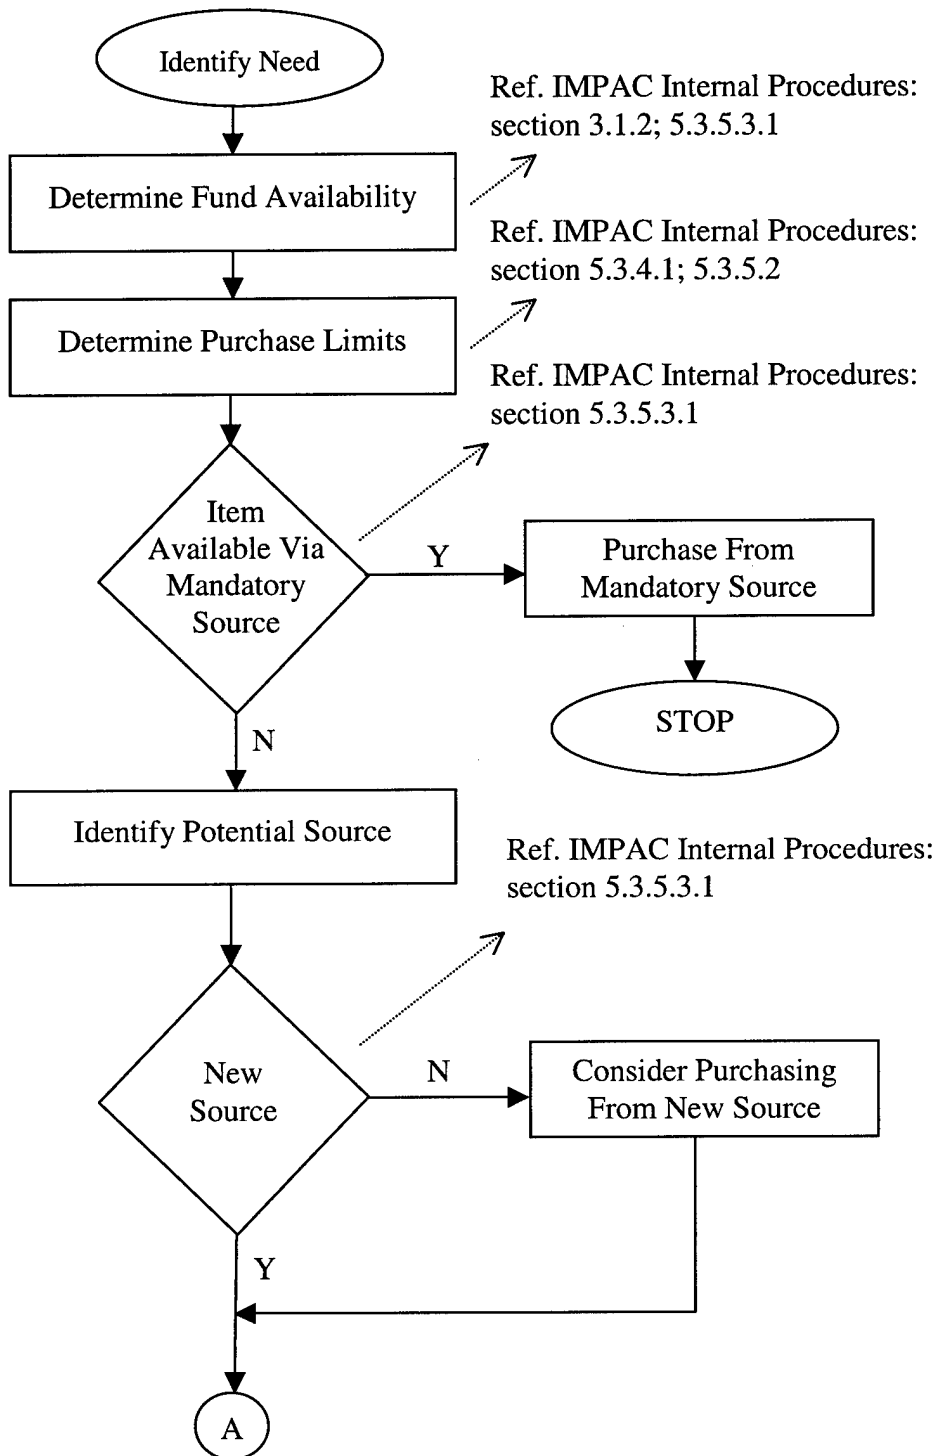 Identify Need
Ref. IMPAC Internal Procedures:
section 3.1.2; 5.3.5.3.1
Determine Fund Availability
Ref. IMPAC Internal Procedures:
section 5.3.4.1; 5.3.5.2
Determine Purchase Limits
Ref. IMPAC Internal Procedures:
section 5.3.5.3.1
Item
Available Via
Mandatory
Source
Y
Purchase From
Mandatory Source
STOP
N
Identify Potential Source
Ref. IMPAC Internal Procedures:
section 5.3.5.3.1
New
Source
N
Consider Purchasing
From New Source
Y
A